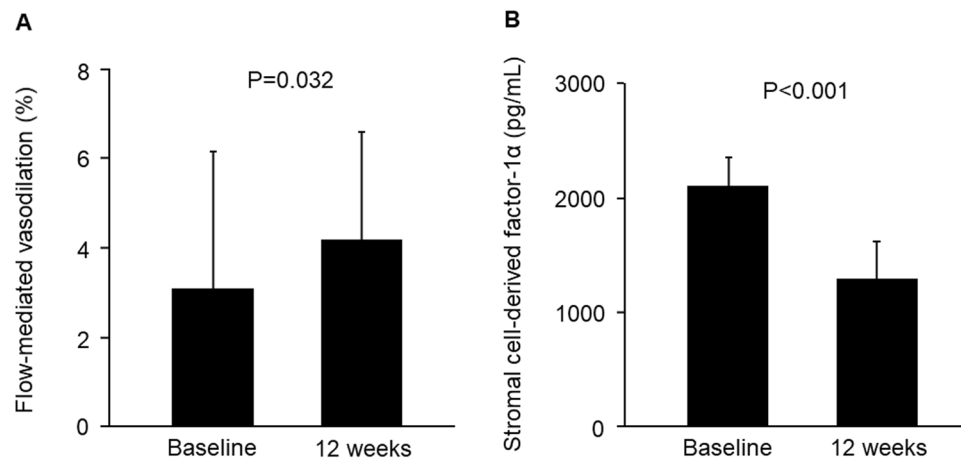 A
Flow-mediated vasodilation (%)
P=0.032
8
6
4
2
0
Baseline
12 weeks
B
Stromal cell-derived factor-1α (pg/mL)
P<0.001
3000
2000
1000
0
Baseline
12 weeks